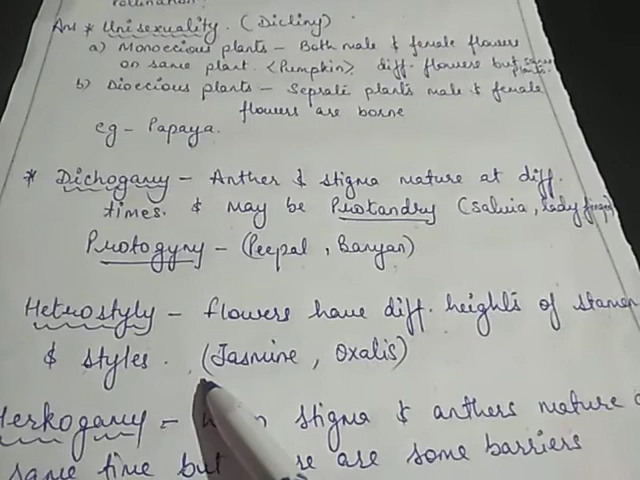 Pollination.
Ans * Unisexuality. (Dicliny)
a) Monoecious plants - Both male & female flowers
on same plant. <Pumpkin> diff. flowers but same
plants.
b) Dioecious plants - Seprate plants male & female
flowers are borne
eg - Papaya.
* Dichogamy - Anther & stigma mature at diff.
times. & may be Protandry (Salvia, lady finger)
Protogyny - (Peepal, Banyan)
Hetrostyly - flowers have diff. heights of stamen
& styles. (Jasmine, Oxalis)
Herkogamy - stigma & anthers mature
same time but are some barriers